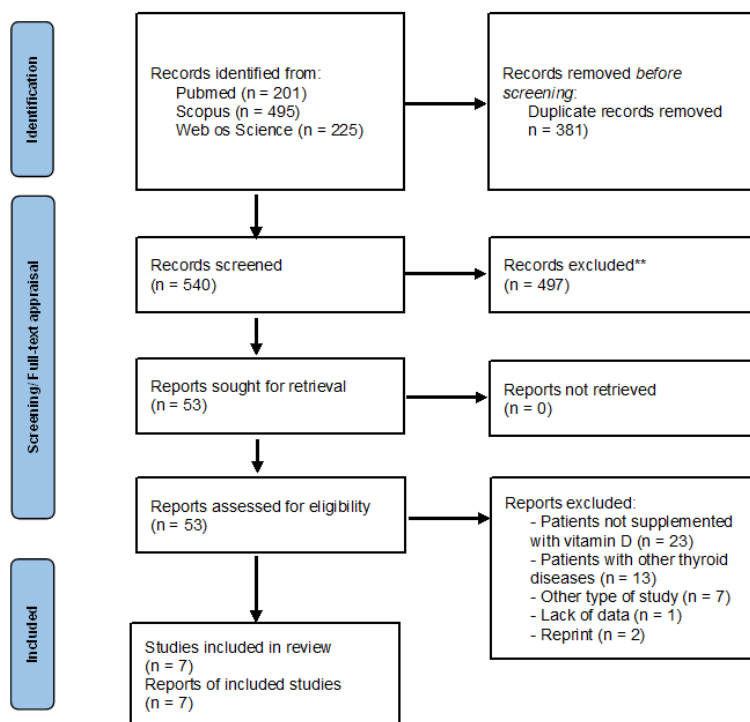 Identification
Records identified from:
Pubmed (n = 201)
Scopus (n = 495)
Web os Science (n = 225)
Records removed before
screening:
Duplicate records removed
n = 381)
Screening/ Full-text appraisal
Records screened
(n = 540)
Records excluded**
(n = 497)
Reports sought for retrieval
(n = 53)
Reports not retrieved
(n = 0)
Reports assessed for eligibility
(n = 53)
Reports excluded:
- Patients not supplemented
with vitamin D (n = 23)
- Patients with other thyroid
diseases (n = 13)
- Other type of study (n = 7)
- Lack of data (n = 1)
- Reprint (n = 2)
Included
Studies included in review
(n = 7)
Reports of included studies
(n = 7)